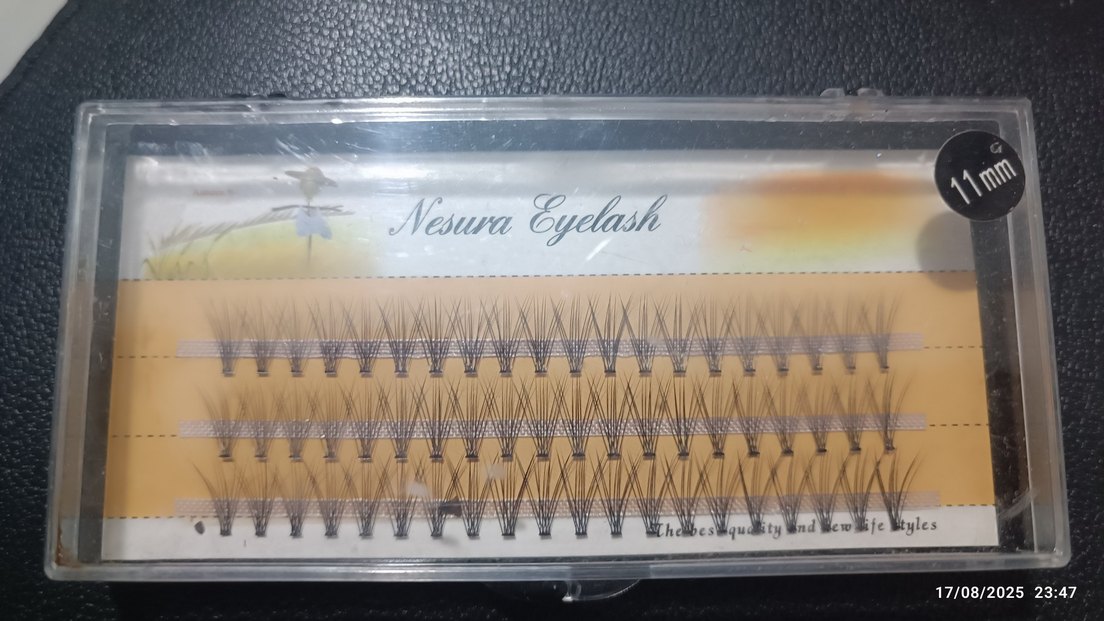 Nesura Eyelash
G
11mm
The best quality and new life styles
17/08/2025 23:47